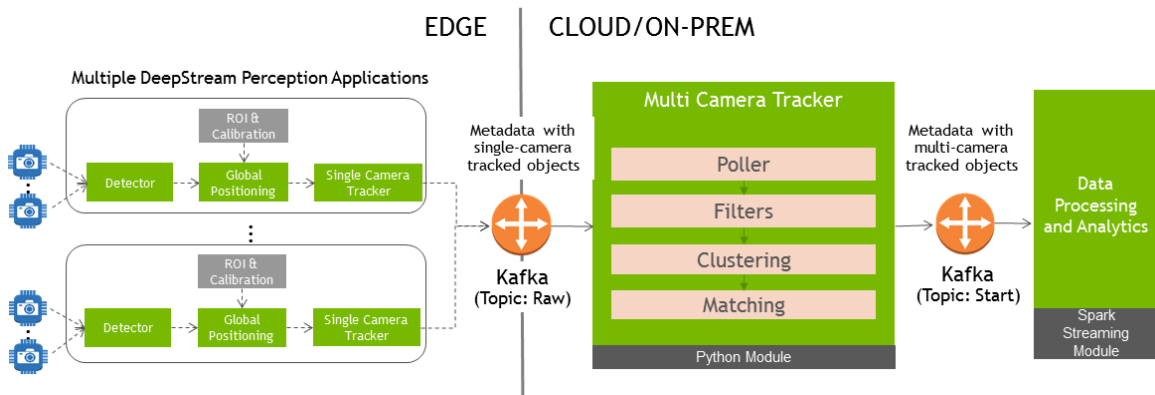 EDGE
CLOUD/ON-PREM
Multiple DeepStream Perception Applications
ROI &
Calibration
Detector
Global
Positioning
Single Camera
Tracker
ROI &
Calibration
Detector
Global
Positioning
Single Camera
Tracker
Metadata with
single-camera
tracked objects
Kafka
(Topic: Raw)
Multi Camera Tracker
Poller
Filters
Clustering
Matching
Python Module
Metadata with
multi-camera
tracked objects
Kafka
(Topic: Start)
Data
Processing
and Analytics
Spark
Streaming
Module